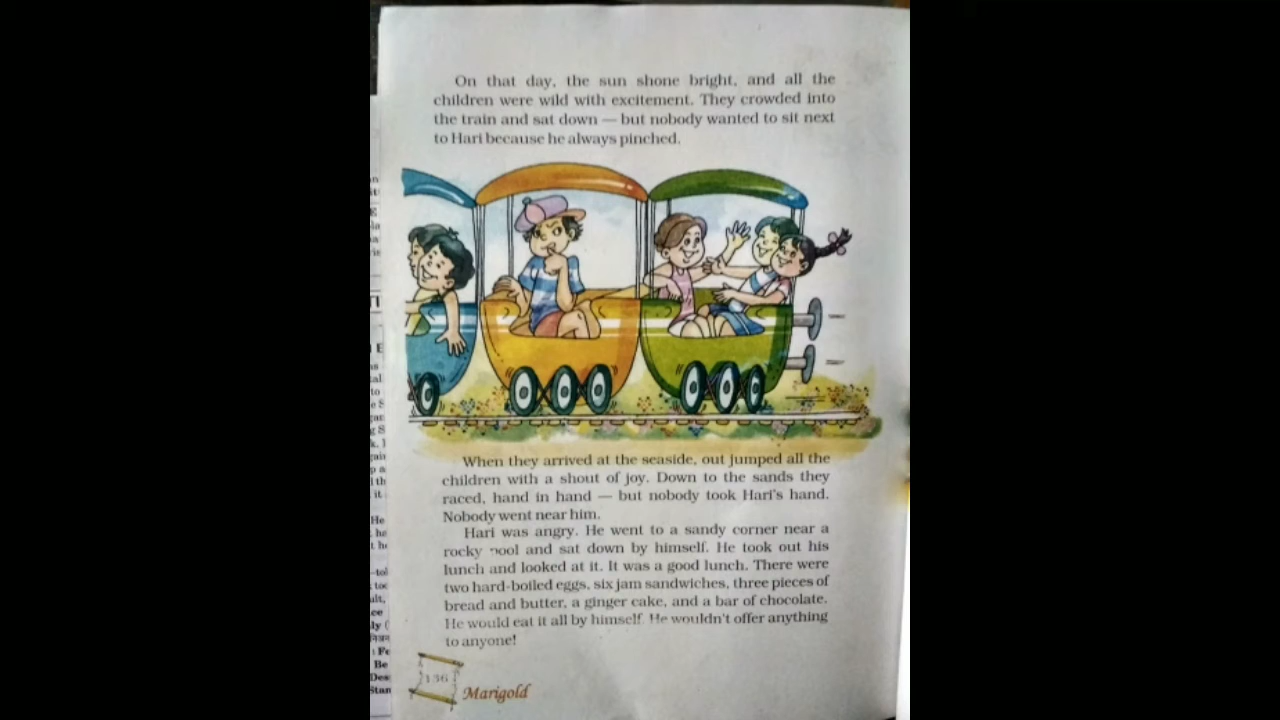 On that day, the sun shone bright, and all the
children were wild with excitement. They crowded into
the train and sat down — but nobody wanted to sit next
to Hari because he always pinched.
When they arrived at the seaside, out jumped all the
children with a shout of joy. Down to the sands they
raced, hand in hand — but nobody took Hari's hand.
Nobody went near him.
Hari was angry. He went to a sandy corner near a
rocky pool and sat down by himself. He took out his
lunch and looked at it. It was a good lunch. There were
two hard-boiled eggs, six jam sandwiches, three pieces of
bread and butter, a ginger cake, and a bar of chocolate.
He would eat it all by himself. He wouldn't offer anything
to anyone!
136
Marigold